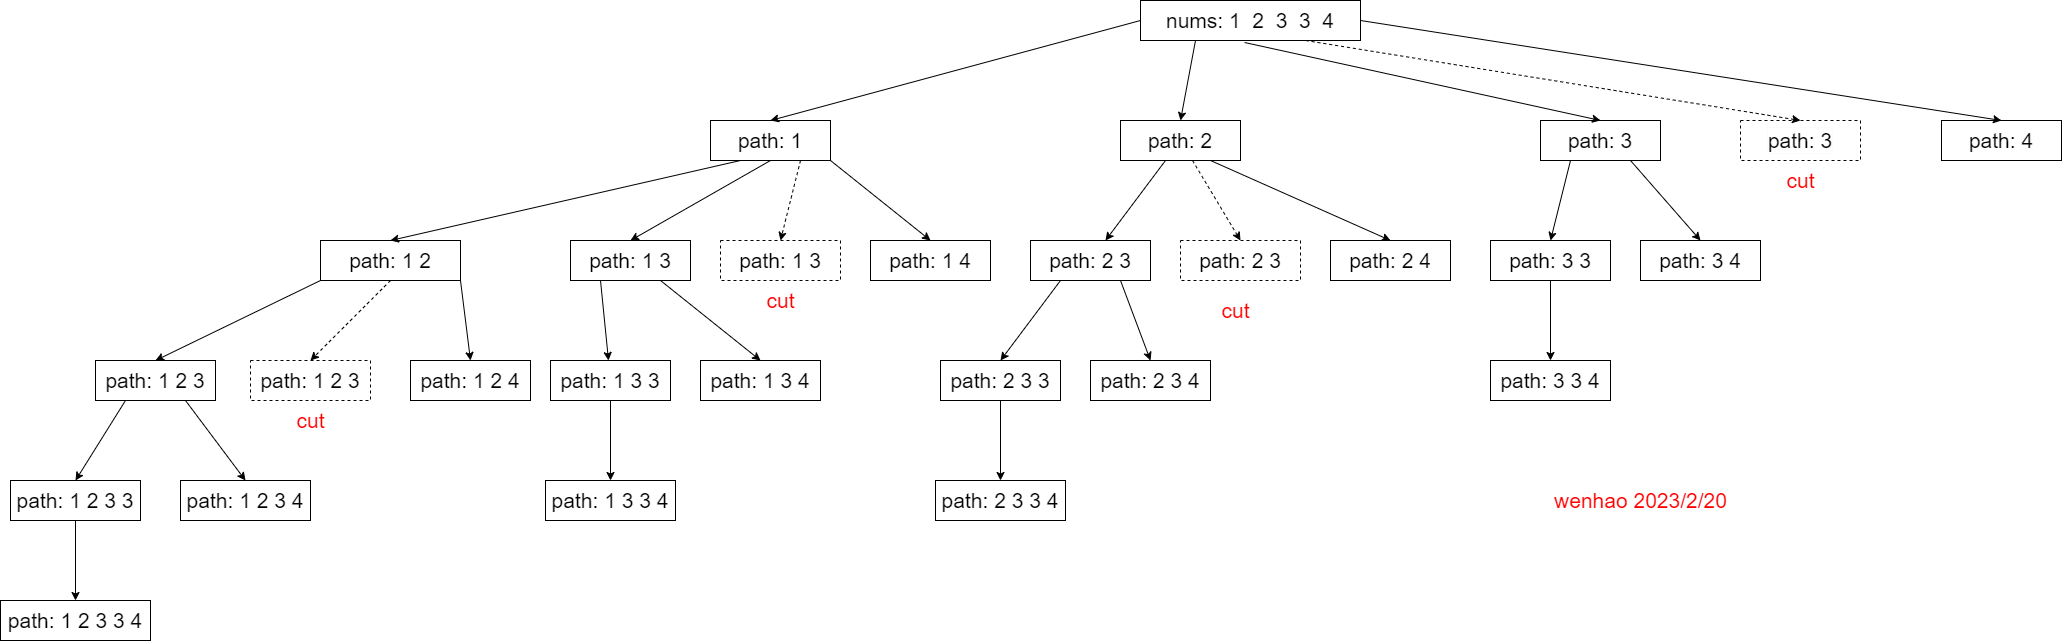 nums: 1 2 3 3 4
path: 1
path: 2
path: 3
path: 3
path: 4
cut
path: 1 2
path: 1 3
path: 1 3
path: 1 4
path: 2 3
path: 2 3
path: 2 4
path: 3 3
path: 3 4
cut
cut
path: 1 2 3
path: 1 2 3
path: 1 2 4
path: 1 3 3
path: 1 3 4
path: 2 3 3
path: 2 3 4
path: 3 3 4
cut
path: 1 2 3 3
path: 1 2 3 4
path: 1 3 3 4
path: 2 3 3 4
wenhao 2023/2/20
path: 1 2 3 3 4